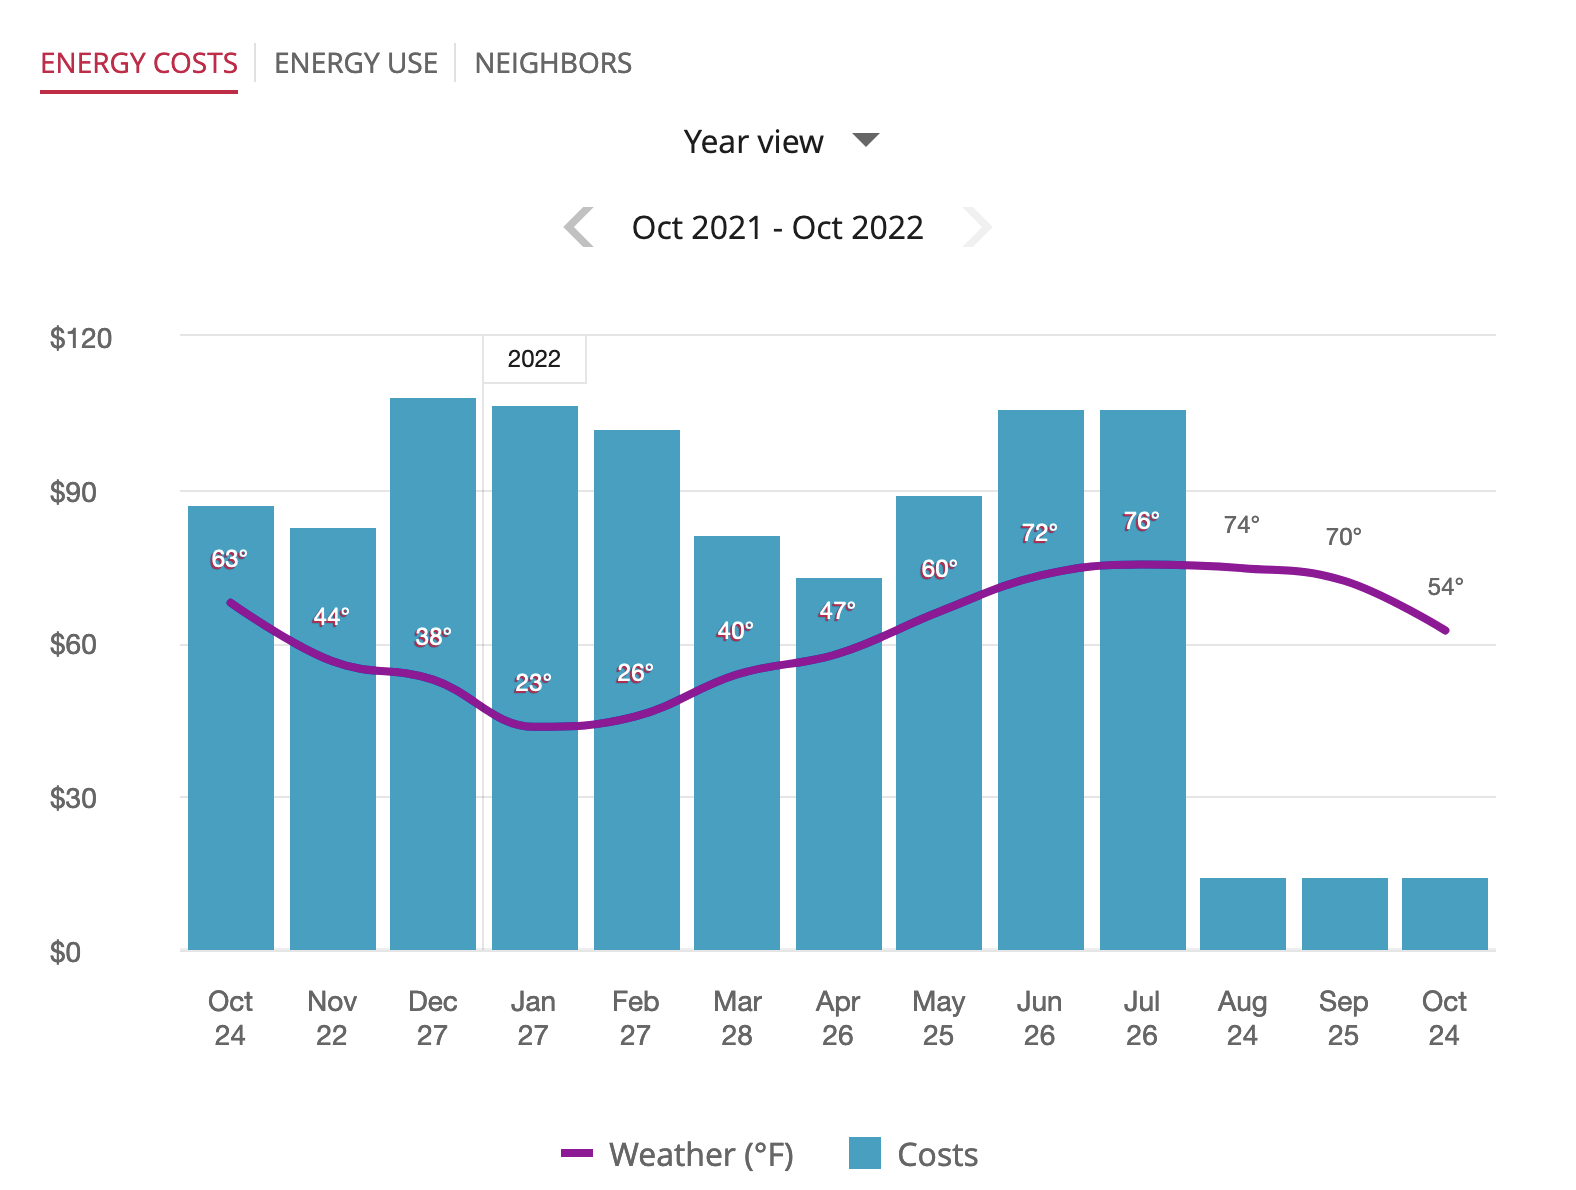 ENERGY COSTS ENERGY USE NEIGHBORS
Year view
Oct 2021 - Oct 2022
$120
2022
$90
$60
$30
$0
63° 44° 38° 23° 26° 40° 47° 60° 72° 76° 74° 70° 54°
Oct Nov Dec Jan Feb Mar Apr May Jun Jul Aug Sep Oct
24 22 27 27 27 28 26 25 26 26 24 25 24
Weather (°F) Costs